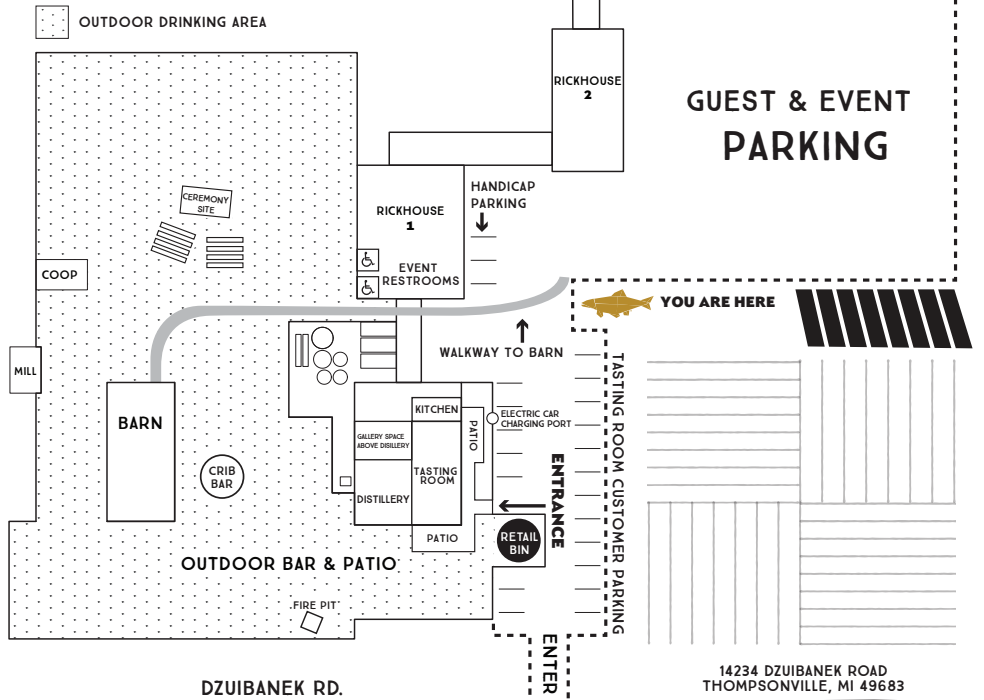 OUTDOOR DRINKING AREA
RICKHOUSE
2
GUEST & EVENT
PARKING
HANDICAP
PARKING
CEREMONY
SITE
RICKHOUSE
1
COOP
EVENT
RESTROOMS
YOU ARE HERE
WALKWAY TO BARN
MILL
BARN
KITCHEN
ELECTRIC CAR
CHARGING PORT
PATIO
GALLERY SPACE
ABOVE DISILLERY
TASTING
ROOM
CRIB
BAR
DISTILLERY
ENTRANCE
TASTING ROOM CUSTOMER PARKING
PATIO
RETAIL
BIN
OUTDOOR BAR & PATIO
FIRE PIT
ENTER
DZUIBANEK RD.
14234 DZUIBANEK ROAD
THOMPSONVILLE, MI 49683